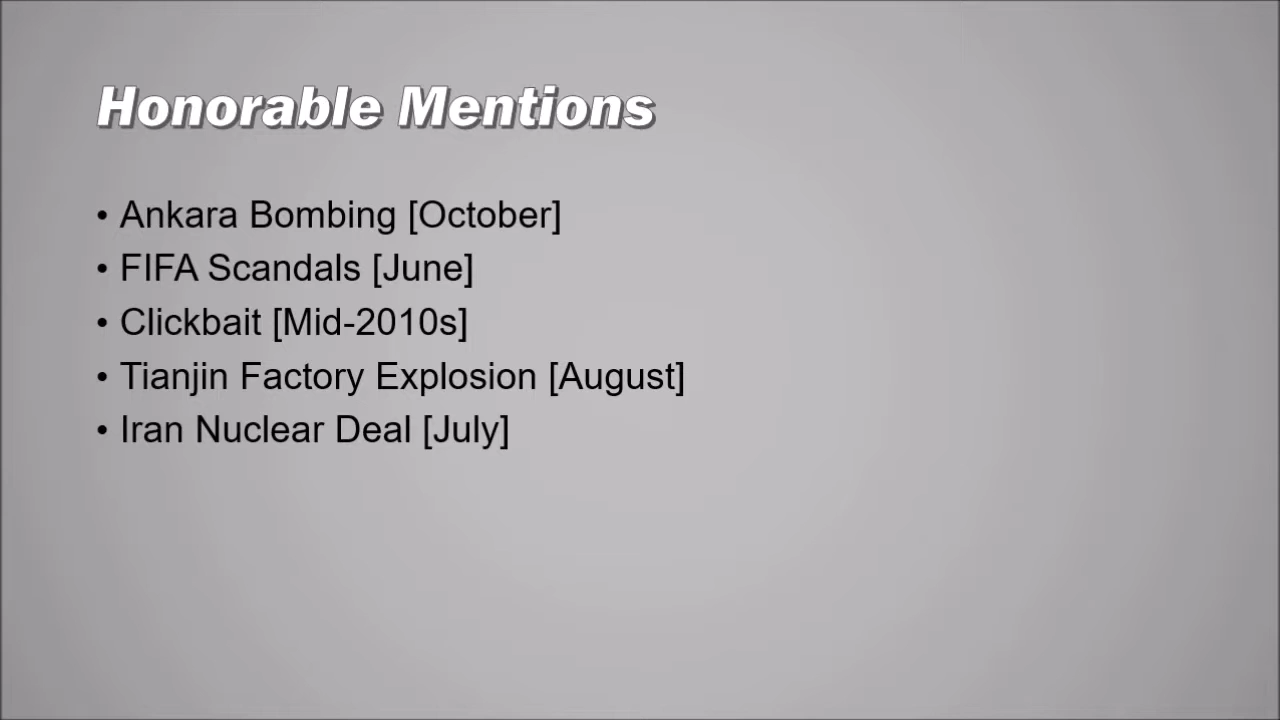 Honorable Mentions
• Ankara Bombing [October]
• FIFA Scandals [June]
• Clickbait [Mid-2010s]
• Tianjin Factory Explosion [August]
• Iran Nuclear Deal [July]